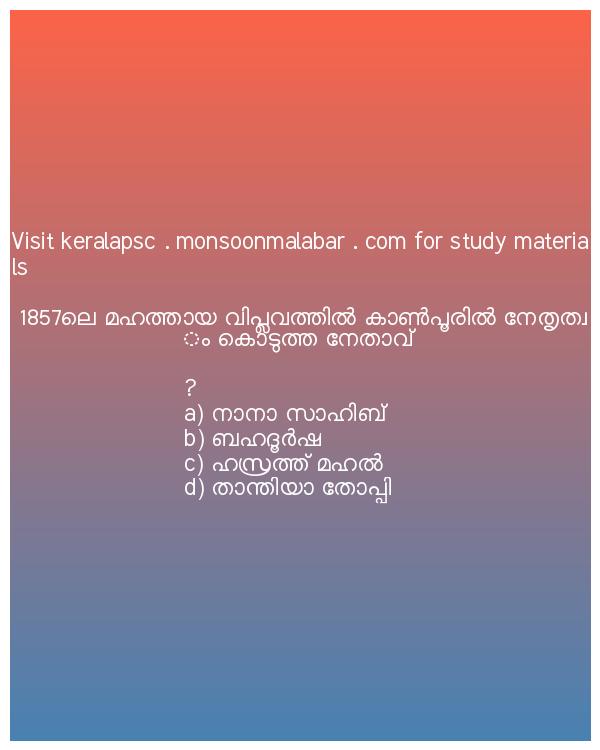 Visit keralapsc . monsoonmalabar . com for study materia
ls
1857ലെ മഹത്തായ വിപ്ലവത്തിൽ കാൺപൂരിൽ നേതൃത്വ
ം കൊടുത്ത നേതാവ്
?
a) നാനാ സാഹിബ്
b) ബഹദൂർഷ
c) ഹസ്രത്ത് മഹൽ
d) താന്തിയാ തോപ്പി